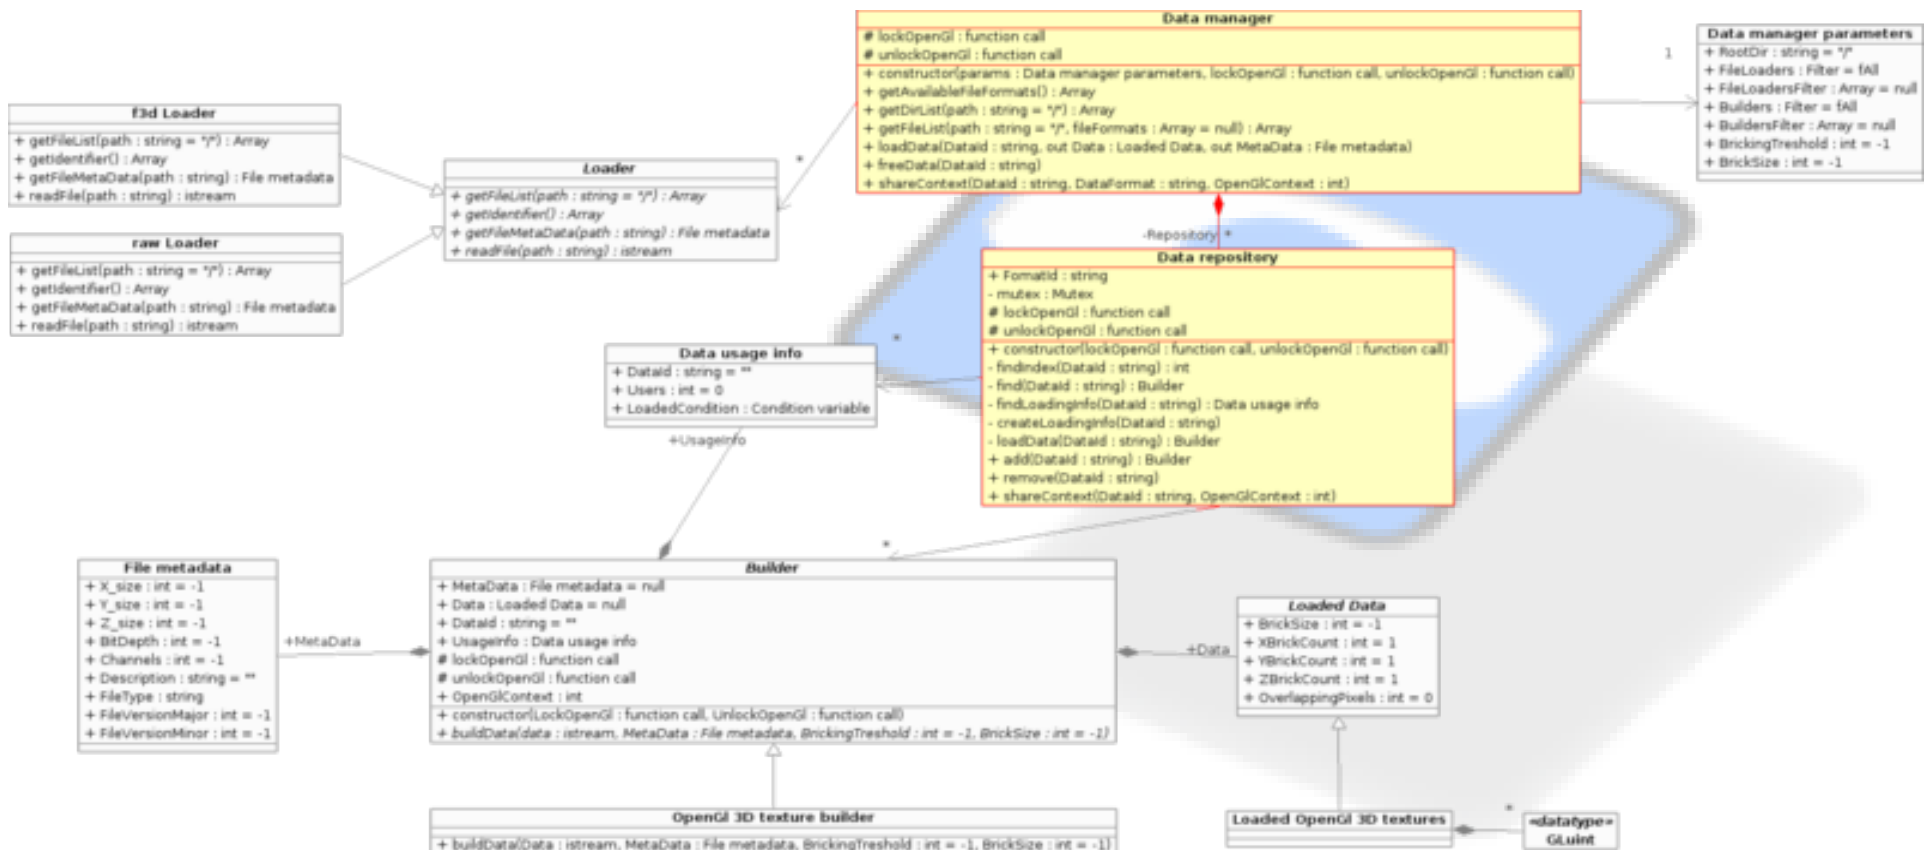 Data manager
# lockOpenGl : function call
# unlockOpenGl : function call
+ constructor(params : Data manager parameters, lockOpenGl : function call, unlockOpenGl : function call)
+ getAvailableFileFormats() : Array
+ getDirList(path : string = "/") : Array
+ getFileList(path : string = "/", fileFormats : Array = null) : Array
+ loadData(DataId : string, out Data : Loaded Data, out MetaData : File metadata)
+ freeData(DataId : string)
+ shareContext(DataId : string, DataFormat : string, OpenGlContext : int)
1
Data manager parameters
+ RootDir : string = "/"
+ FileLoaders : Filter = fAll
+ FileLoadersFilter : Array = null
+ Builders : Filter = fAll
+ BuildersFilter : Array = null
+ BrickingTreshold : int = -1
+ BrickSize : int = -1
f3d Loader
+ getFileList(path : string = "/") : Array
+ getIdentifier() : Array
+ getFileMetaData(path : string) : File metadata
+ readFile(path : string) : istream
*
Loader
+ getFileList(path : string = "/") : Array
+ getIdentifier() : Array
+ getFileMetaData(path : string) : File metadata
+ readFile(path : string) : istream
raw Loader
+ getFileList(path : string = "/") : Array
+ getIdentifier() : Array
+ getFileMetaData(path : string) : File metadata
+ readFile(path : string) : istream
-Repository *
Data repository
+ FomatId : string
- mutex : Mutex
# lockOpenGl : function call
# unlockOpenGl : function call
+ constructor(lockOpenGl : function call, unlockOpenGl : function call)
- findIndex(DataId : string) : int
- find(DataId : string) : Builder
- findLoadingInfo(DataId : string) : Data usage info
- createLoadingInfo(DataId : string)
- loadData(DataId : string) : Builder
+ add(DataId : string) : Builder
+ remove(DataId : string)
+ shareContext(DataId : string, OpenGlContext : int)
*
Data usage info
+ DataId : string = ""
+ Users : int = 0
+ LoadedCondition : Condition variable
+UsageInfo
*
File metadata
+ X_size : int = -1
+ Y_size : int = -1
+ Z_size : int = -1
+ BitDepth : int = -1
+ Channels : int = -1
+ Description : string = ""
+ FileType : string
+ FileVersionMajor : int = -1
+ FileVersionMinor : int = -1
+MetaData
Builder
+ MetaData : File metadata = null
+ Data : Loaded Data = null
+ DataId : string = ""
+ UsageInfo : Data usage info
# lockOpenGl : function call
# unlockOpenGl : function call
+ OpenGlContext : int
+ constructor(LockOpenGl : function call, UnlockOpenGl : function call)
+ buildData(data : istream, MetaData : File metadata, BrickingTreshold : int = -1, BrickSize : int = -1)
+Data
Loaded Data
+ BrickSize : int = -1
+ XBrickCount : int = 1
+ YBrickCount : int = 1
+ ZBrickCount : int = 1
+ OverlappingPixels : int = 0
OpenGl 3D texture builder
+ buildData(Data : istream, MetaData : File metadata, BrickingTreshold : int = -1, BrickSize : int = -1)
Loaded OpenGl 3D textures
*
«datatype»
GLuint